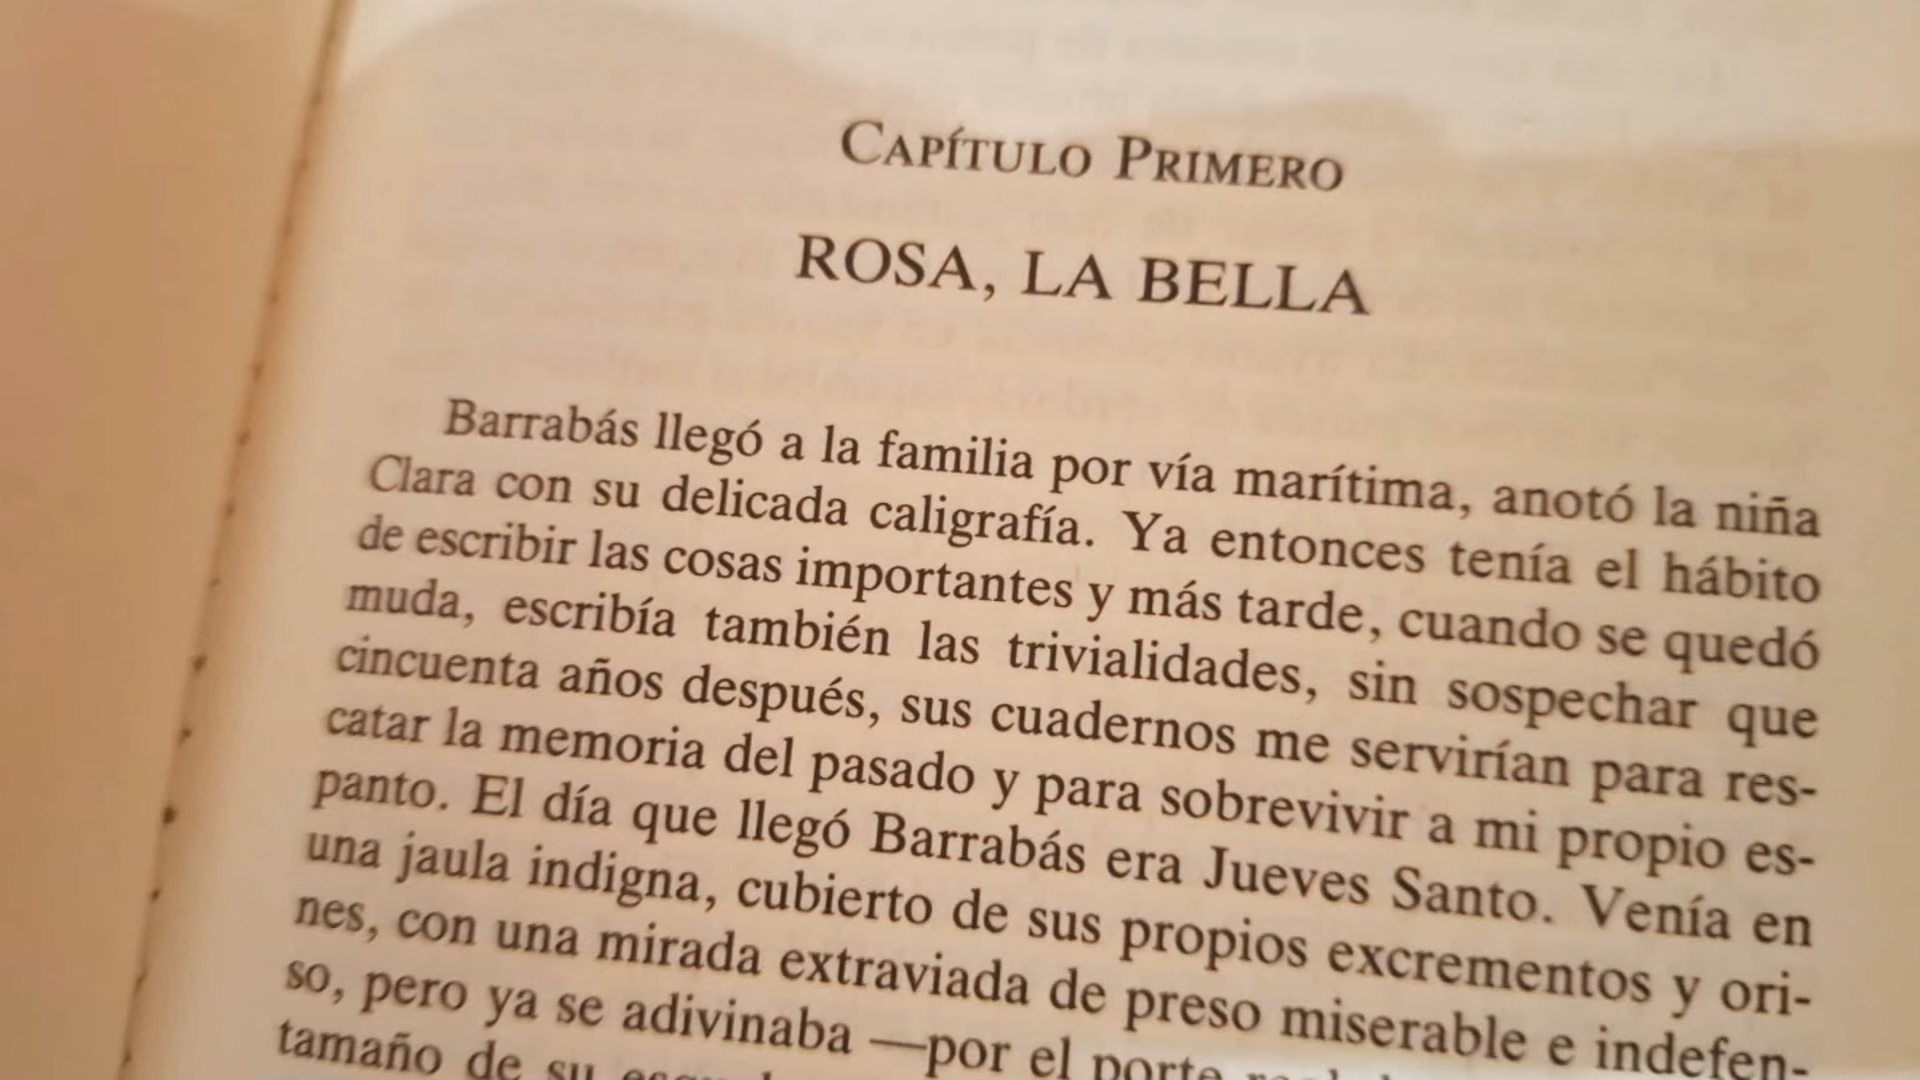 CAPÍTULO PRIMERO
ROSA, LA BELLA
Barrabás llegó a la familia por vía marítima, anotó la niña
Clara con su delicada caligrafía. Ya entonces tenía el hábito
de escribir las cosas importantes y más tarde, cuando se quedó
muda, escribía también las trivialidades, sin sospechar que
cincuenta años después, sus cuadernos me servirían para res-
catar la memoria del pasado y para sobrevivir a mi propio es-
panto. El día que llegó Barrabás era Jueves Santo. Venía en
una jaula indigna, cubierto de sus propios excrementos y ori-
nes, con una mirada extraviada de preso miserable e indefen-
so, pero ya se adivinaba —por el porte
tamaño de su